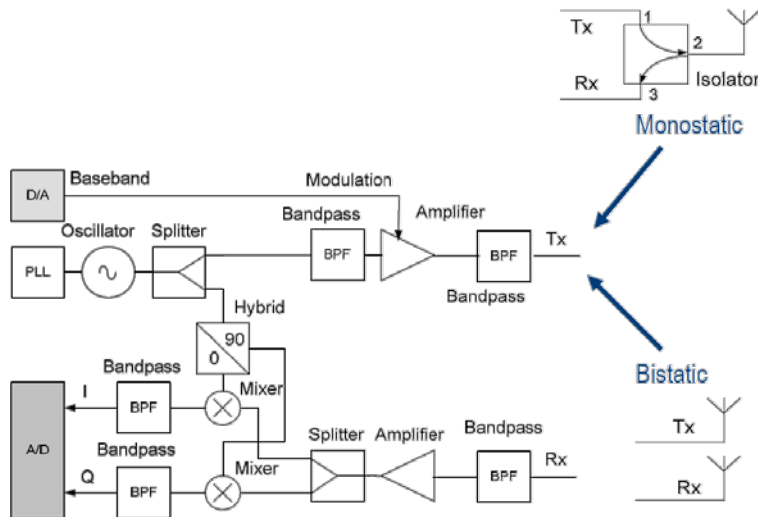 Tx
1
2
Rx
3
Isolator
Monostatic
D/A
Baseband
Modulation
Oscillator
Splitter
Bandpass
Amplifier
PLL
BPF
BPF
Tx
Bandpass
Hybrid
90
0
Bandpass
Mixer
I
BPF
A/D
Bandpass
Q
BPF
Mixer
Splitter
Amplifier
Bandpass
BPF
Rx
Bistatic
Tx
Rx